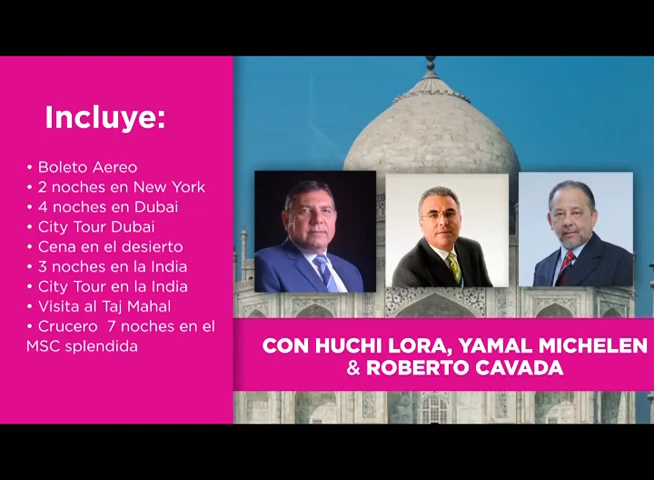 Incluye:
• Boleto Aereo
• 2 noches en New York
• 4 noches en Dubai
• City Tour Dubai
• Cena en el desierto
• 3 noches en la India
• City Tour en la India
• Visita al Taj Mahal
• Crucero 7 noches en el
MSC splendida
CON HUCHI LORA, YAMAL MICHELEN
& ROBERTO CAVADA